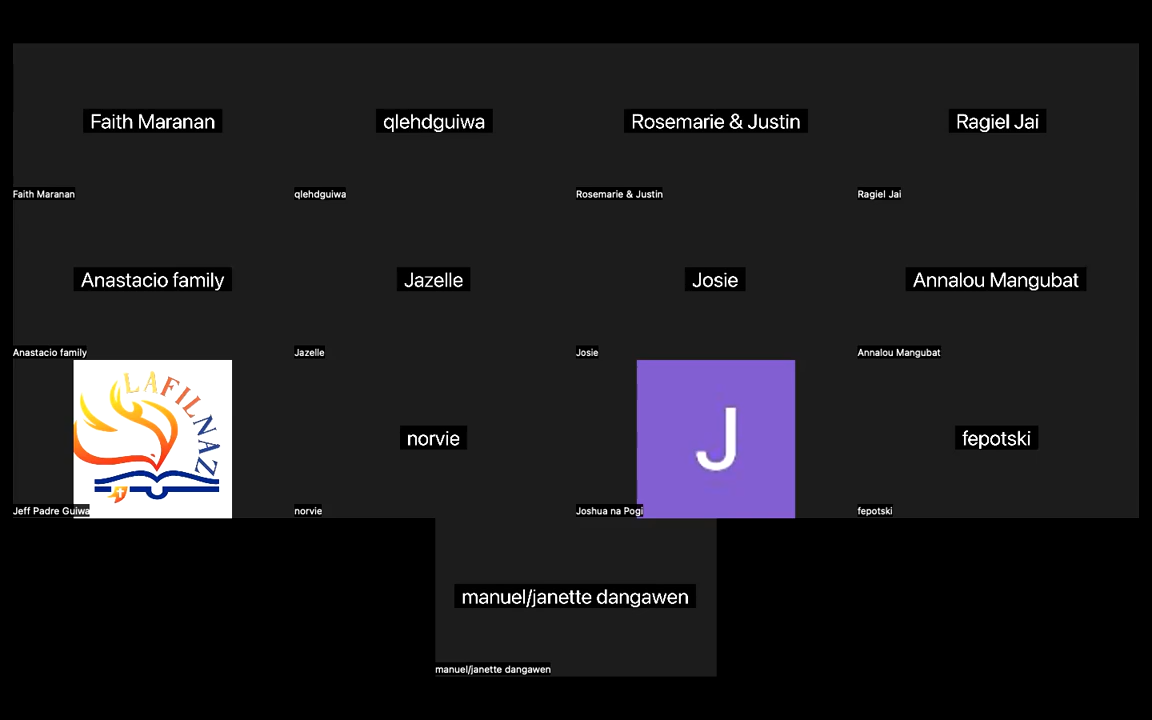 Faith Maranan
qlehdguiwa
Rosemarie & Justin
Ragiel Jai
Faith Maranan
qlehdguiwa
Rosemarie & Justin
Ragiel Jai
Anastacio family
Jazelle
Josie
Annalou Mangubat
Anastacio family
Jazelle
Josie
Annalou Mangubat
LAFILNAZ
norvie
J
fepotski
Jeff Padre Guiwa
norvie
Joshua na Pogi
fepotski
manuel/janette dangawen
manuel/janette dangawen